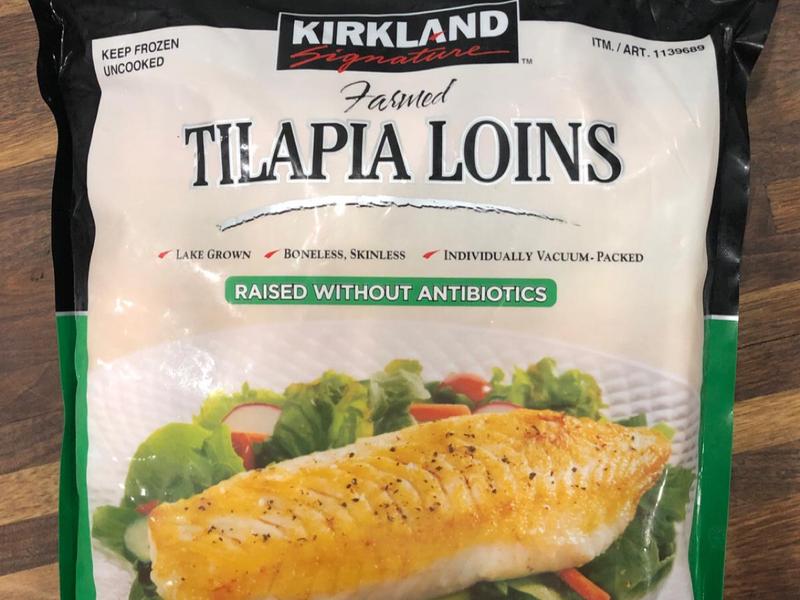 KIRKLAND
Signature™
KEEP FROZEN
UNCOOKED
ITM. / ART. 1139689
Farmed
TILAPIA LOINS
LAKE GROWN BONELESS, SKINLESS INDIVIDUALLY VACUUM-PACKED
RAISED WITHOUT ANTIBIOTICS